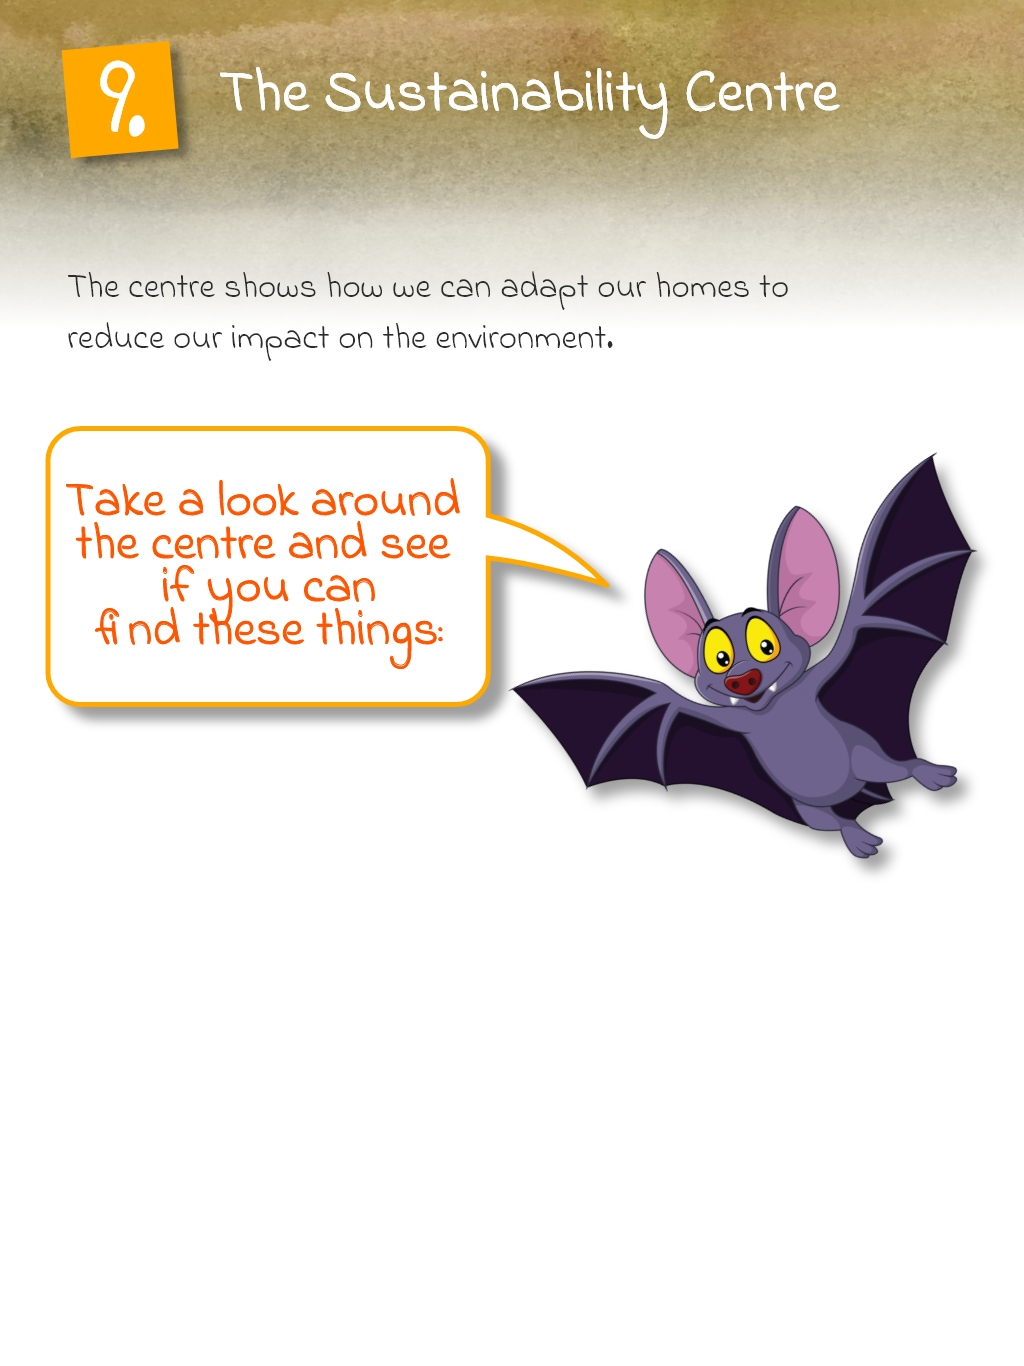 9.
The Sustainability Centre
The centre shows how we can adapt our homes to
reduce our impact on the environment.
Take a look around
the centre and see
if you can
find these things: